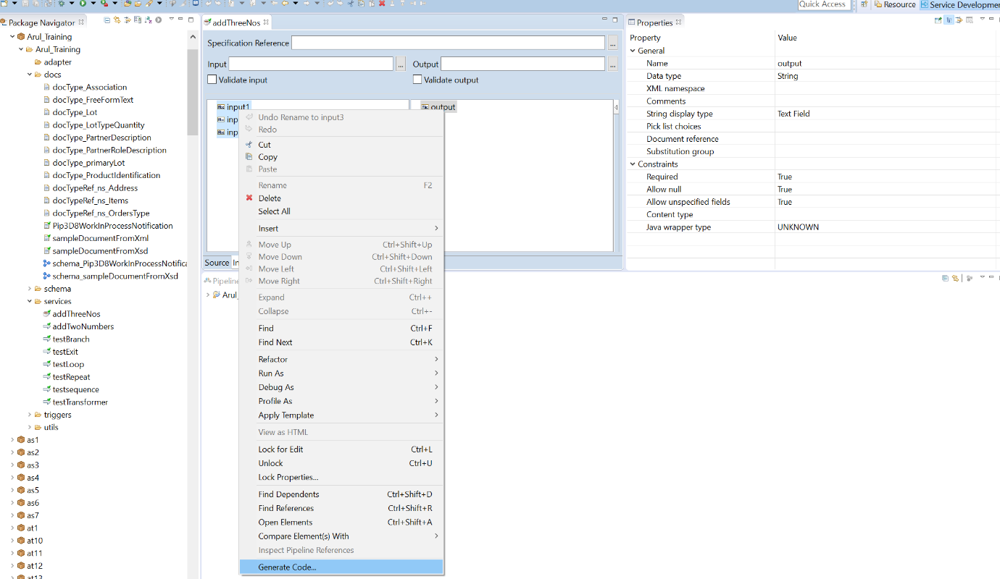 Quick Access
Resource
Service Developmen
Package Navigator
Arul_Training
Arul_Training
adapter
docs
docType_Association
docType_FreeFormText
docType_Lot
docType_LotTypeQuantity
docType_PartnerDescription
docType_PartnerRoleDescription
docType_primaryLot
docType_ProductIdentification
docTypeRef_ns_Address
docTypeRef_ns_Items
docTypeRef_ns_OrdersType
Pip3D8WorkInProcessNotification
sampleDocumentFromXml
sampleDocumentFromXsd
schema_Pip3D8WorkInProcessNotifica
schema_sampleDocumentFromXsd
schema
services
addThreeNos
addTwoNumbers
testBranch
testExit
testLoop
testRepeat
testsequence
testTransformer
triggers
utils
as1
as2
as3
as4
as5
as6
as7
at1
at10
at11
at12
at13
addThreeNos
Specification Reference ...
Input ... Output ...
Validate input Validate output
input1 output
inp
inp
Source In
Pipeline
Arul_
Undo Rename to input3
Redo
Cut
Copy
Paste
Rename F2
Delete
Select All
Insert
Move Up Ctrl+Shift+Up
Move Down Ctrl+Shift+Down
Move Left Ctrl+Shift+Left
Move Right Ctrl+Shift+Right
Expand Ctrl++
Collapse Ctrl+-
Find Ctrl+F
Find Next Ctrl+K
Refactor
Run As
Debug As
Profile As
Apply Template
View as HTML
Lock for Edit Ctrl+L
Unlock Ctrl+U
Lock Properties...
Find Dependents Ctrl+Shift+D
Find References Ctrl+Shift+R
Open Elements Ctrl+Shift+A
Compare Element(s) With
Inspect Pipeline References
Generate Code...
Properties
Property Value
General
Name output
Data type String
XML namespace
Comments
String display type Text Field
Pick list choices
Document reference
Substitution group
Constraints
Required True
Allow null True
Allow unspecified fields True
Content type
Java wrapper type UNKNOWN